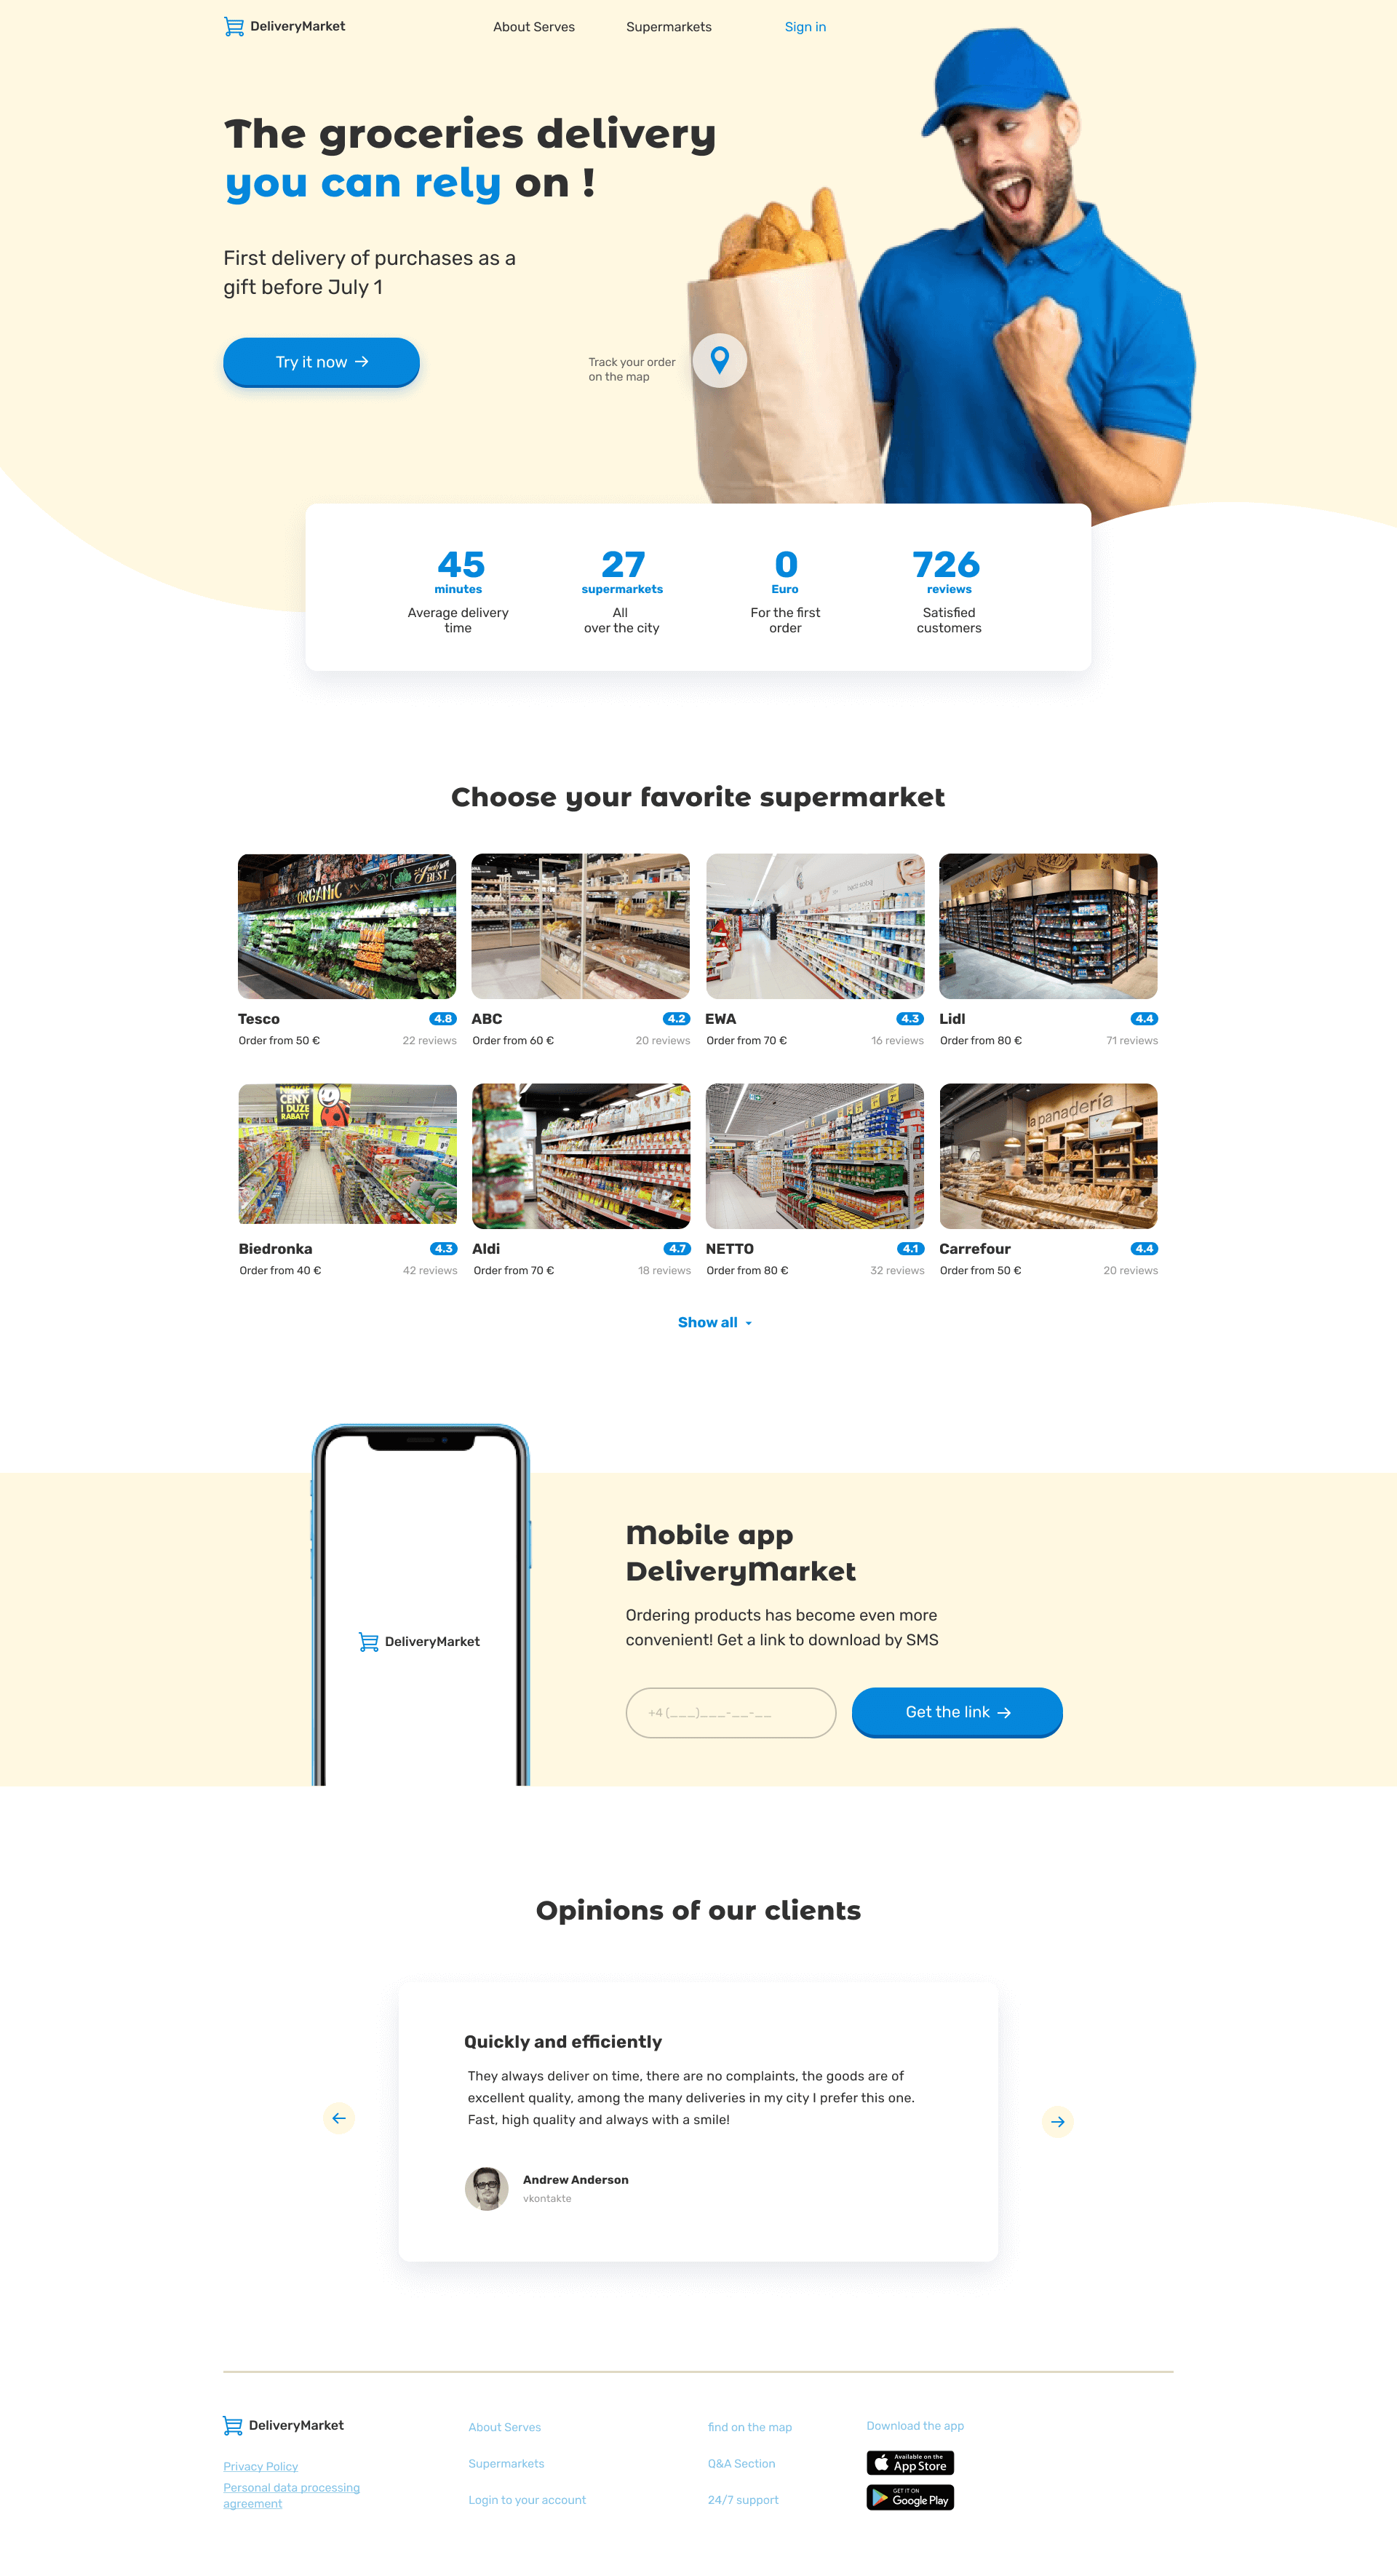 DeliveryMarket
About Serves
Supermarkets
Sign in
The groceries delivery
you can rely on !
First delivery of purchases as a
gift before July 1
Try it now
Track your order
on the map
45
minutes
Average delivery
time
27
supermarkets
All
over the city
0
Euro
For the first
order
726
reviews
Satisfied
customers
Choose your favorite supermarket
ORGANIC
BEST
Tesco
4.8
Order from 50 €
22 reviews
ABC
4.2
Order from 60 €
20 reviews
EWA
4.3
Order from 70 €
16 reviews
Lidl
4.4
Order from 80 €
71 reviews
NISKIE
CENY
I DUZE
RABATY
la panadería
Biedronka
4.3
Order from 40 €
42 reviews
Aldi
4.7
Order from 70 €
18 reviews
NETTO
4.1
Order from 80 €
32 reviews
Carrefour
4.4
Order from 50 €
20 reviews
Show all
DeliveryMarket
Mobile app
DeliveryMarket
Ordering products has become even more
convenient! Get a link to download by SMS
+4 (___)___-__-__
Get the link
Opinions of our clients
Quickly and efficiently
They always deliver on time, there are no complaints, the goods are of
excellent quality, among the many deliveries in my city I prefer this one.
Fast, high quality and always with a smile!
Andrew Anderson
vkontakte
DeliveryMarket
Privacy Policy
Personal data processing
agreement
About Serves
Supermarkets
Login to your account
find on the map
Q&A Section
24/7 support
Download the app
Available on the
App Store
GET IT ON
Google Play